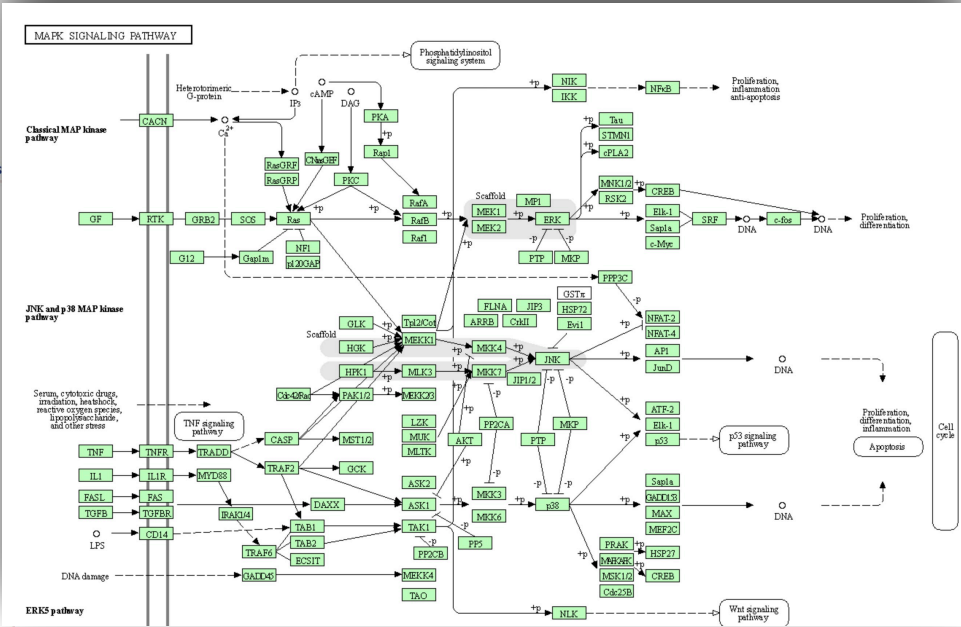 MAPK SIGNALING PATHWAY
Phosphatidylinositol
signaling system
Heterotorimeric
G-protein
IP3
cAMP
DAG
NIK
IKK
NFκB
Proliferation,
inflammation
anti-apoptosis
Classical MAP kinase
pathway
CACN
Ca2+
PKA
+p
Rap1
RasGRF
RasGRP
CNasGEF
PKC
Tau
STMN1
cPLA2
GF
RTK
GRB2
SOS
Ras
+p
RafA
RafB
Raf1
+p
Scaffold
MEK1
MEK2
MP1
ERK
+p
MNK1/2
RSK2
+p
CREB
Elk-1
Sap1a
c-Myc
SRF
DNA
c-fos
DNA
Proliferation,
differentiation
G12
Gap1m
NF1
p120GAP
-p
PTP
MKP
-p
PPP3C
-p
JNK and p38 MAP kinase
pathway
Scaffold
GLK
HGK
HPK1
Tpl2/Cot
MEKK1
MLK3
MEKK2/3
Cdc42/Rac
PAK1/2
FLNA
JIP3
ARRB
CrkII
GSTπ
HSP72
Evi1
MKK4
MKK7
JNK
JIP1/2
NFAT-2
NFAT-4
AP1
JunD
DNA
Cell
cycle
Serum, cytotoxic drugs,
irradiation, heatshock,
reactive oxygen species,
lipopolysaccharide,
and other stress
TNF signaling
pathway
LZK
MUK
MLTK
AKT
PP2CA
PTP
MKP
ATF-2
Elk-1
p53
p53 signaling
pathway
Proliferation,
differentiation,
inflammation
Apoptosis
TNF
TNFR
TRADD
CASP
MST1/2
IL1
IL1R
MYD88
TRAF2
GCK
FASL
FAS
DAXX
ASK2
ASK1
MKK3
MKK6
p38
Sap1a
GADD153
MAX
MEF2C
DNA
TGFB
TGFBR
IRAK1/4
LPS
CD14
TAB1
TAB2
ECSIT
TRAF6
TAK1
PP2CB
PP5
PRAK
MAPKAPK
MSK1/2
Cdc25B
HSP27
CREB
DNA damage
GADD45
MEKK4
TAO
ERK5 pathway
+p
NLK
Wnt signaling
pathway